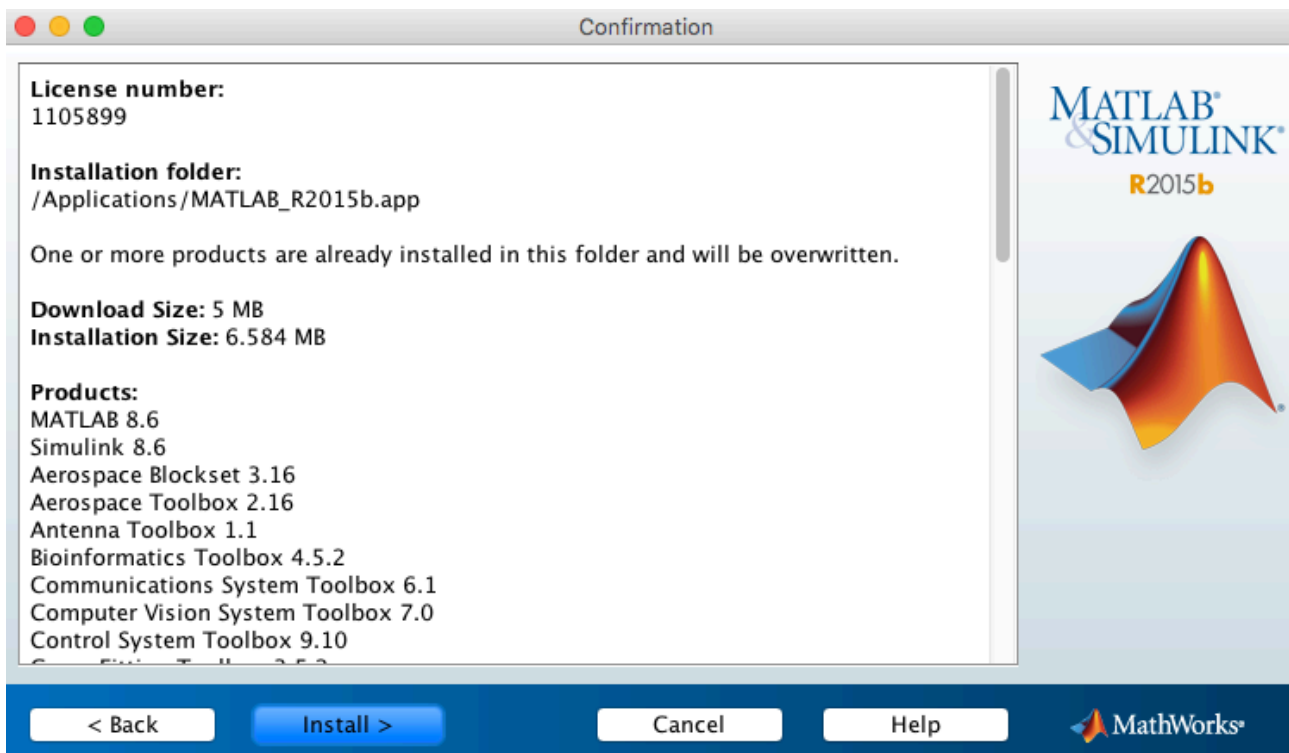 Confirmation
License number:
1105899
Installation folder:
/Applications/MATLAB_R2015b.app
One or more products are already installed in this folder and will be overwritten.
Download Size: 5 MB
Installation Size: 6.584 MB
Products:
MATLAB 8.6
Simulink 8.6
Aerospace Blockset 3.16
Aerospace Toolbox 2.16
Antenna Toolbox 1.1
Bioinformatics Toolbox 4.5.2
Communications System Toolbox 6.1
Computer Vision System Toolbox 7.0
Control System Toolbox 9.10
MATLAB®
&SIMULINK®
R2015b
< Back
Install >
Cancel
Help
MathWorks®